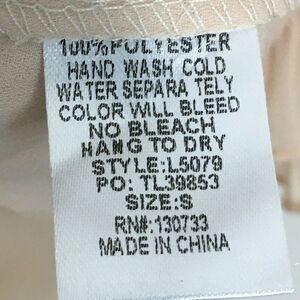 100% POLYESTER
HAND WASH COLD
WATER SEPARA TELY
COLOR WILL BLEED
NO BLEACH
HANG TO DRY
STYLE:L5079
PO: TL39853
SIZE:S
RN#:130733
MADE IN CHINA